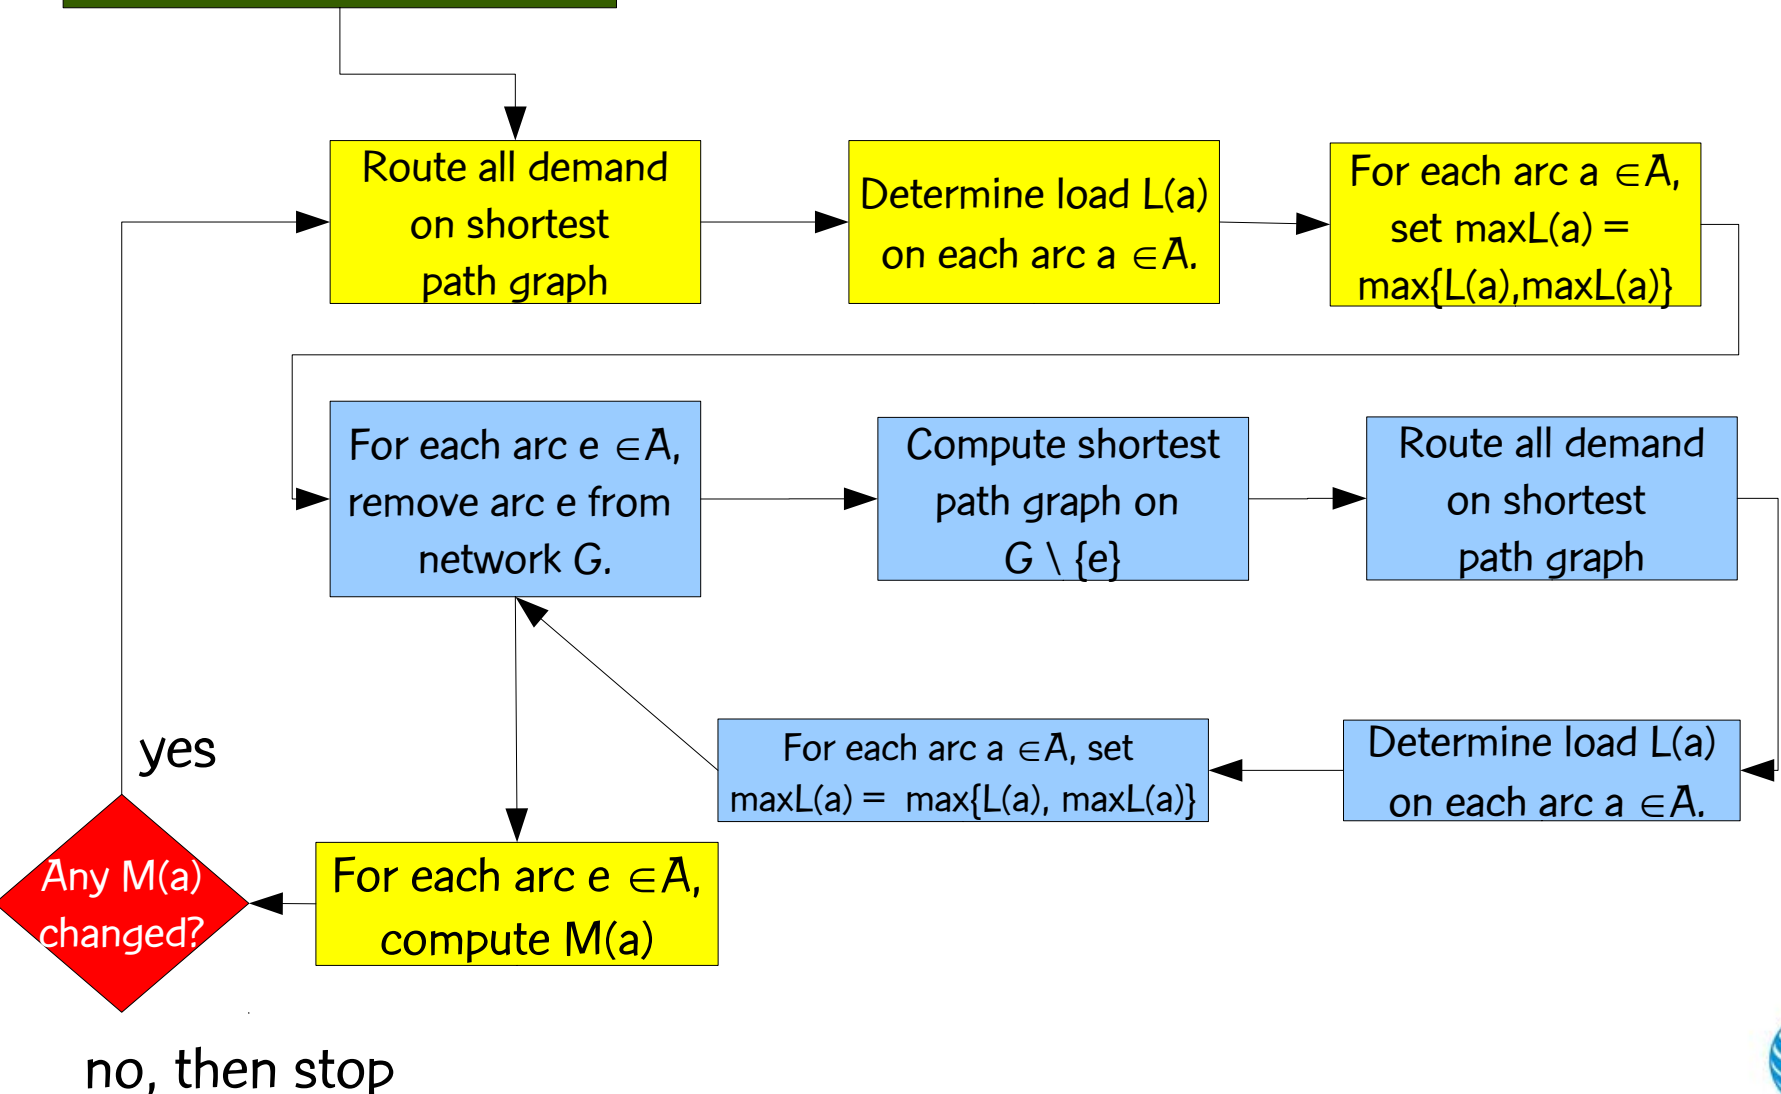 Route all demand
on shortest
path graph
Determine load L(a)
on each arc a ∈A.
For each arc a ∈A,
set maxL(a) =
max{L(a),maxL(a)}
For each arc e ∈A,
remove arc e from
network G.
Compute shortest
path graph on
G \ {e}
Route all demand
on shortest
path graph
Determine load L(a)
on each arc a ∈A.
For each arc a ∈A, set
maxL(a) = max{L(a), maxL(a)}
For each arc e ∈A,
compute M(a)
Any M(a)
changed?
yes
no, then stop